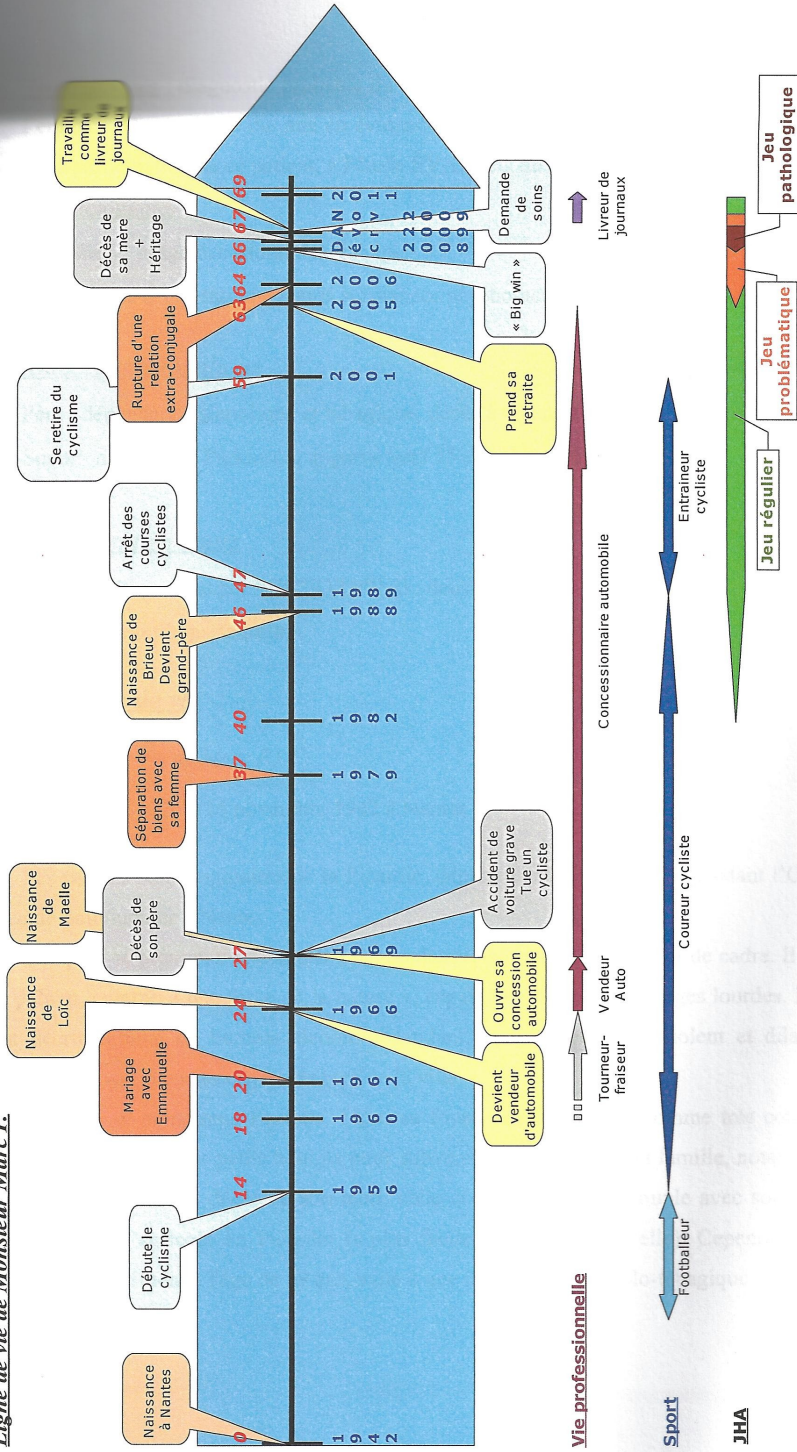 Ligne de vie de Monsieur Marc P.
Naissance
à Nantes
Débute le
cyclisme
Mariage
avec
Emmanuelle
Naissance
de
Loïc
Naissance
de
Maelle
Décès de
son père
Séparation de
biens avec
sa femme
Naissance de
Brieuc
Devient
grand-père
Arrêt des
courses
cyclistes
Se retire du
cyclisme
Rupture d'une
relation
extra-conjugale
Décès de
sa mère
+
Héritage
Travaille
comme
livreur de
journaux
0
14
18
20
24
27
37
40
46
47
59
63
64
66
67
69
1942
1956
1960
1962
1966
1969
1979
1982
1988
1989
2001
2005
2006
Déc 2008
Avr 2009
Nov 2009
2011
Devient
vendeur
d'automobile
Ouvre sa
concession
automobile
Accident de
voiture grave
Tue un
cycliste
Prend sa
retraite
« Big win »
Demande
de
soins
Vie professionnelle
Tourneur-
fraiseur
Vendeur
Auto
Concessionnaire automobile
Livreur de
journaux
Sport
Footballeur
Coureur cycliste
Entraineur
cycliste
JHA
Jeu régulier
Jeu
problématique
Jeu
pathologique